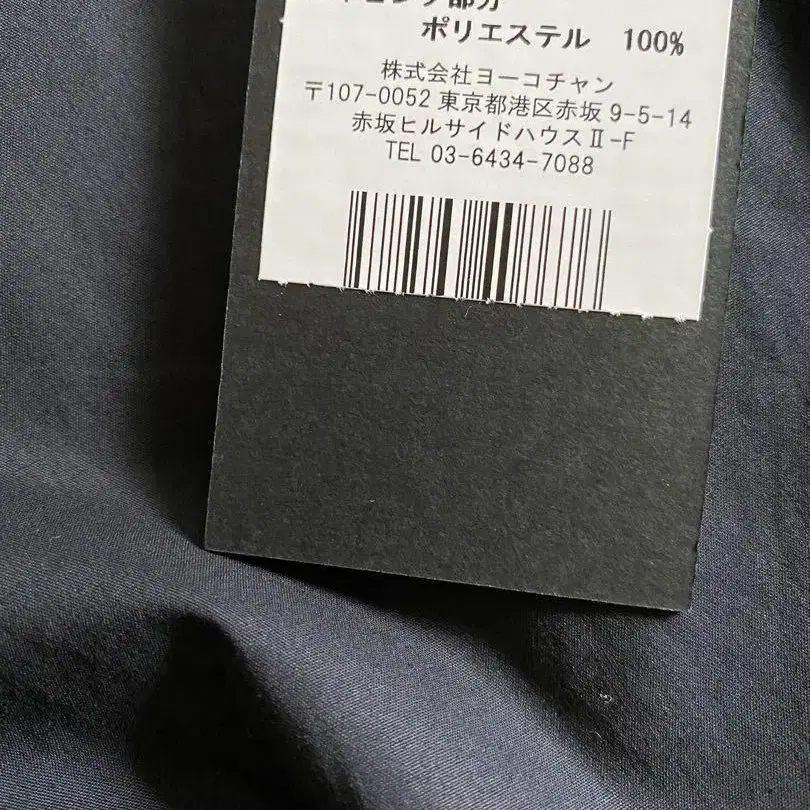 部分
ポリエステル 100%
株式会社ヨーコチャン
〒107-0052 東京都港区赤坂 9-5-14
赤坂ヒルサイドハウスⅡ-F
TEL 03-6434-7088